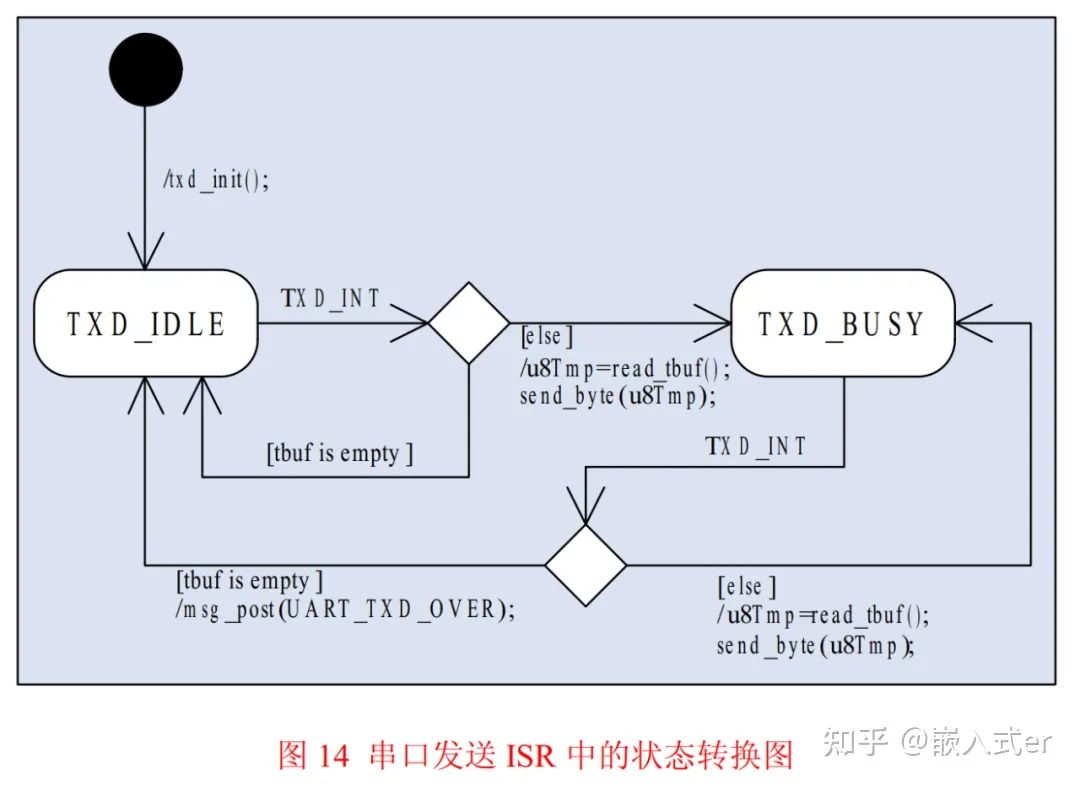 /txd_init();
TXD_IDLE
TXD_INT
[else]
/u8Tmp=read_tbuf();
send_byte(u8Tmp);
TXD_BUSY
[tbuf is empty]
TXD_INT
[tbuf is empty]
/msg_post(UART_TXD_OVER);
[else]
/u8Tmp=read_tbuf();
send_byte(u8Tmp);
图 14 串口发送 ISR 中的状态转换图
知乎 @嵌入式er